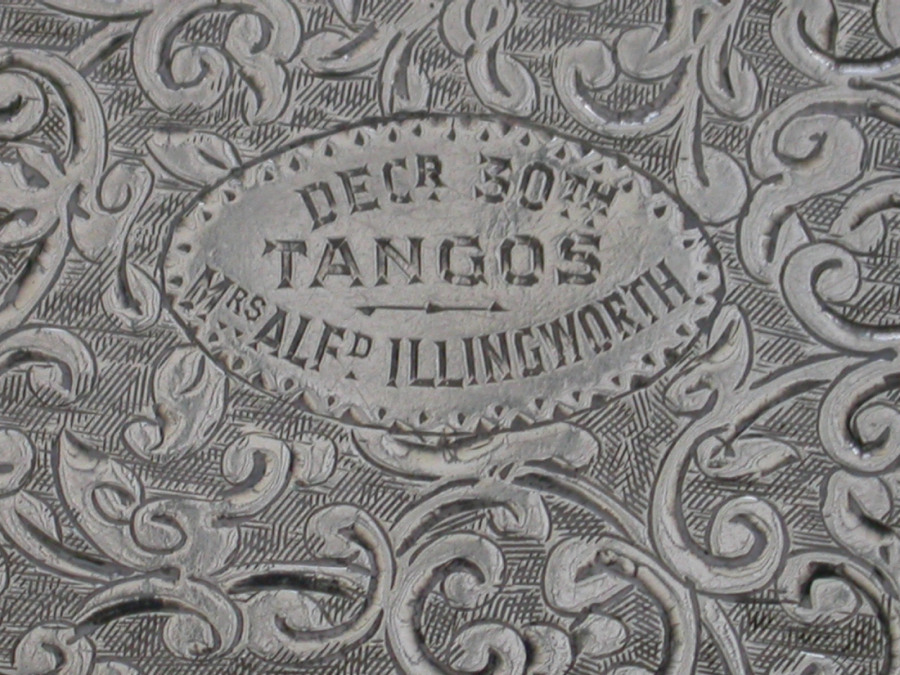 DECR 30TH
TANGOS
MRS ALFD ILLINGWORTH